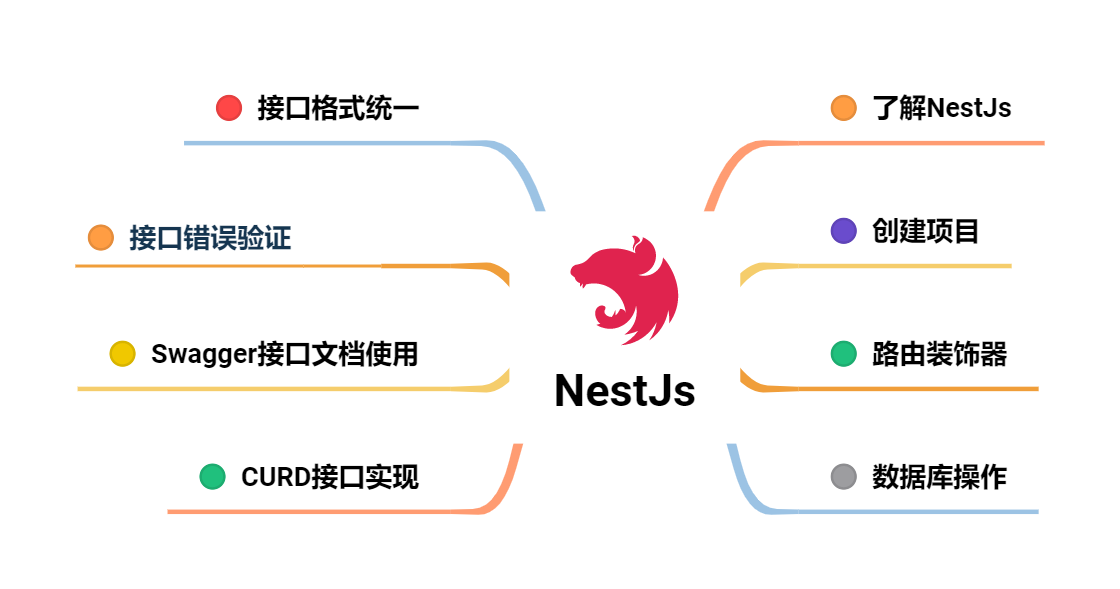 接口格式统一
了解NestJs
接口错误验证
创建项目
Swagger接口文档使用
路由装饰器
NestJs
CURD接口实现
数据库操作